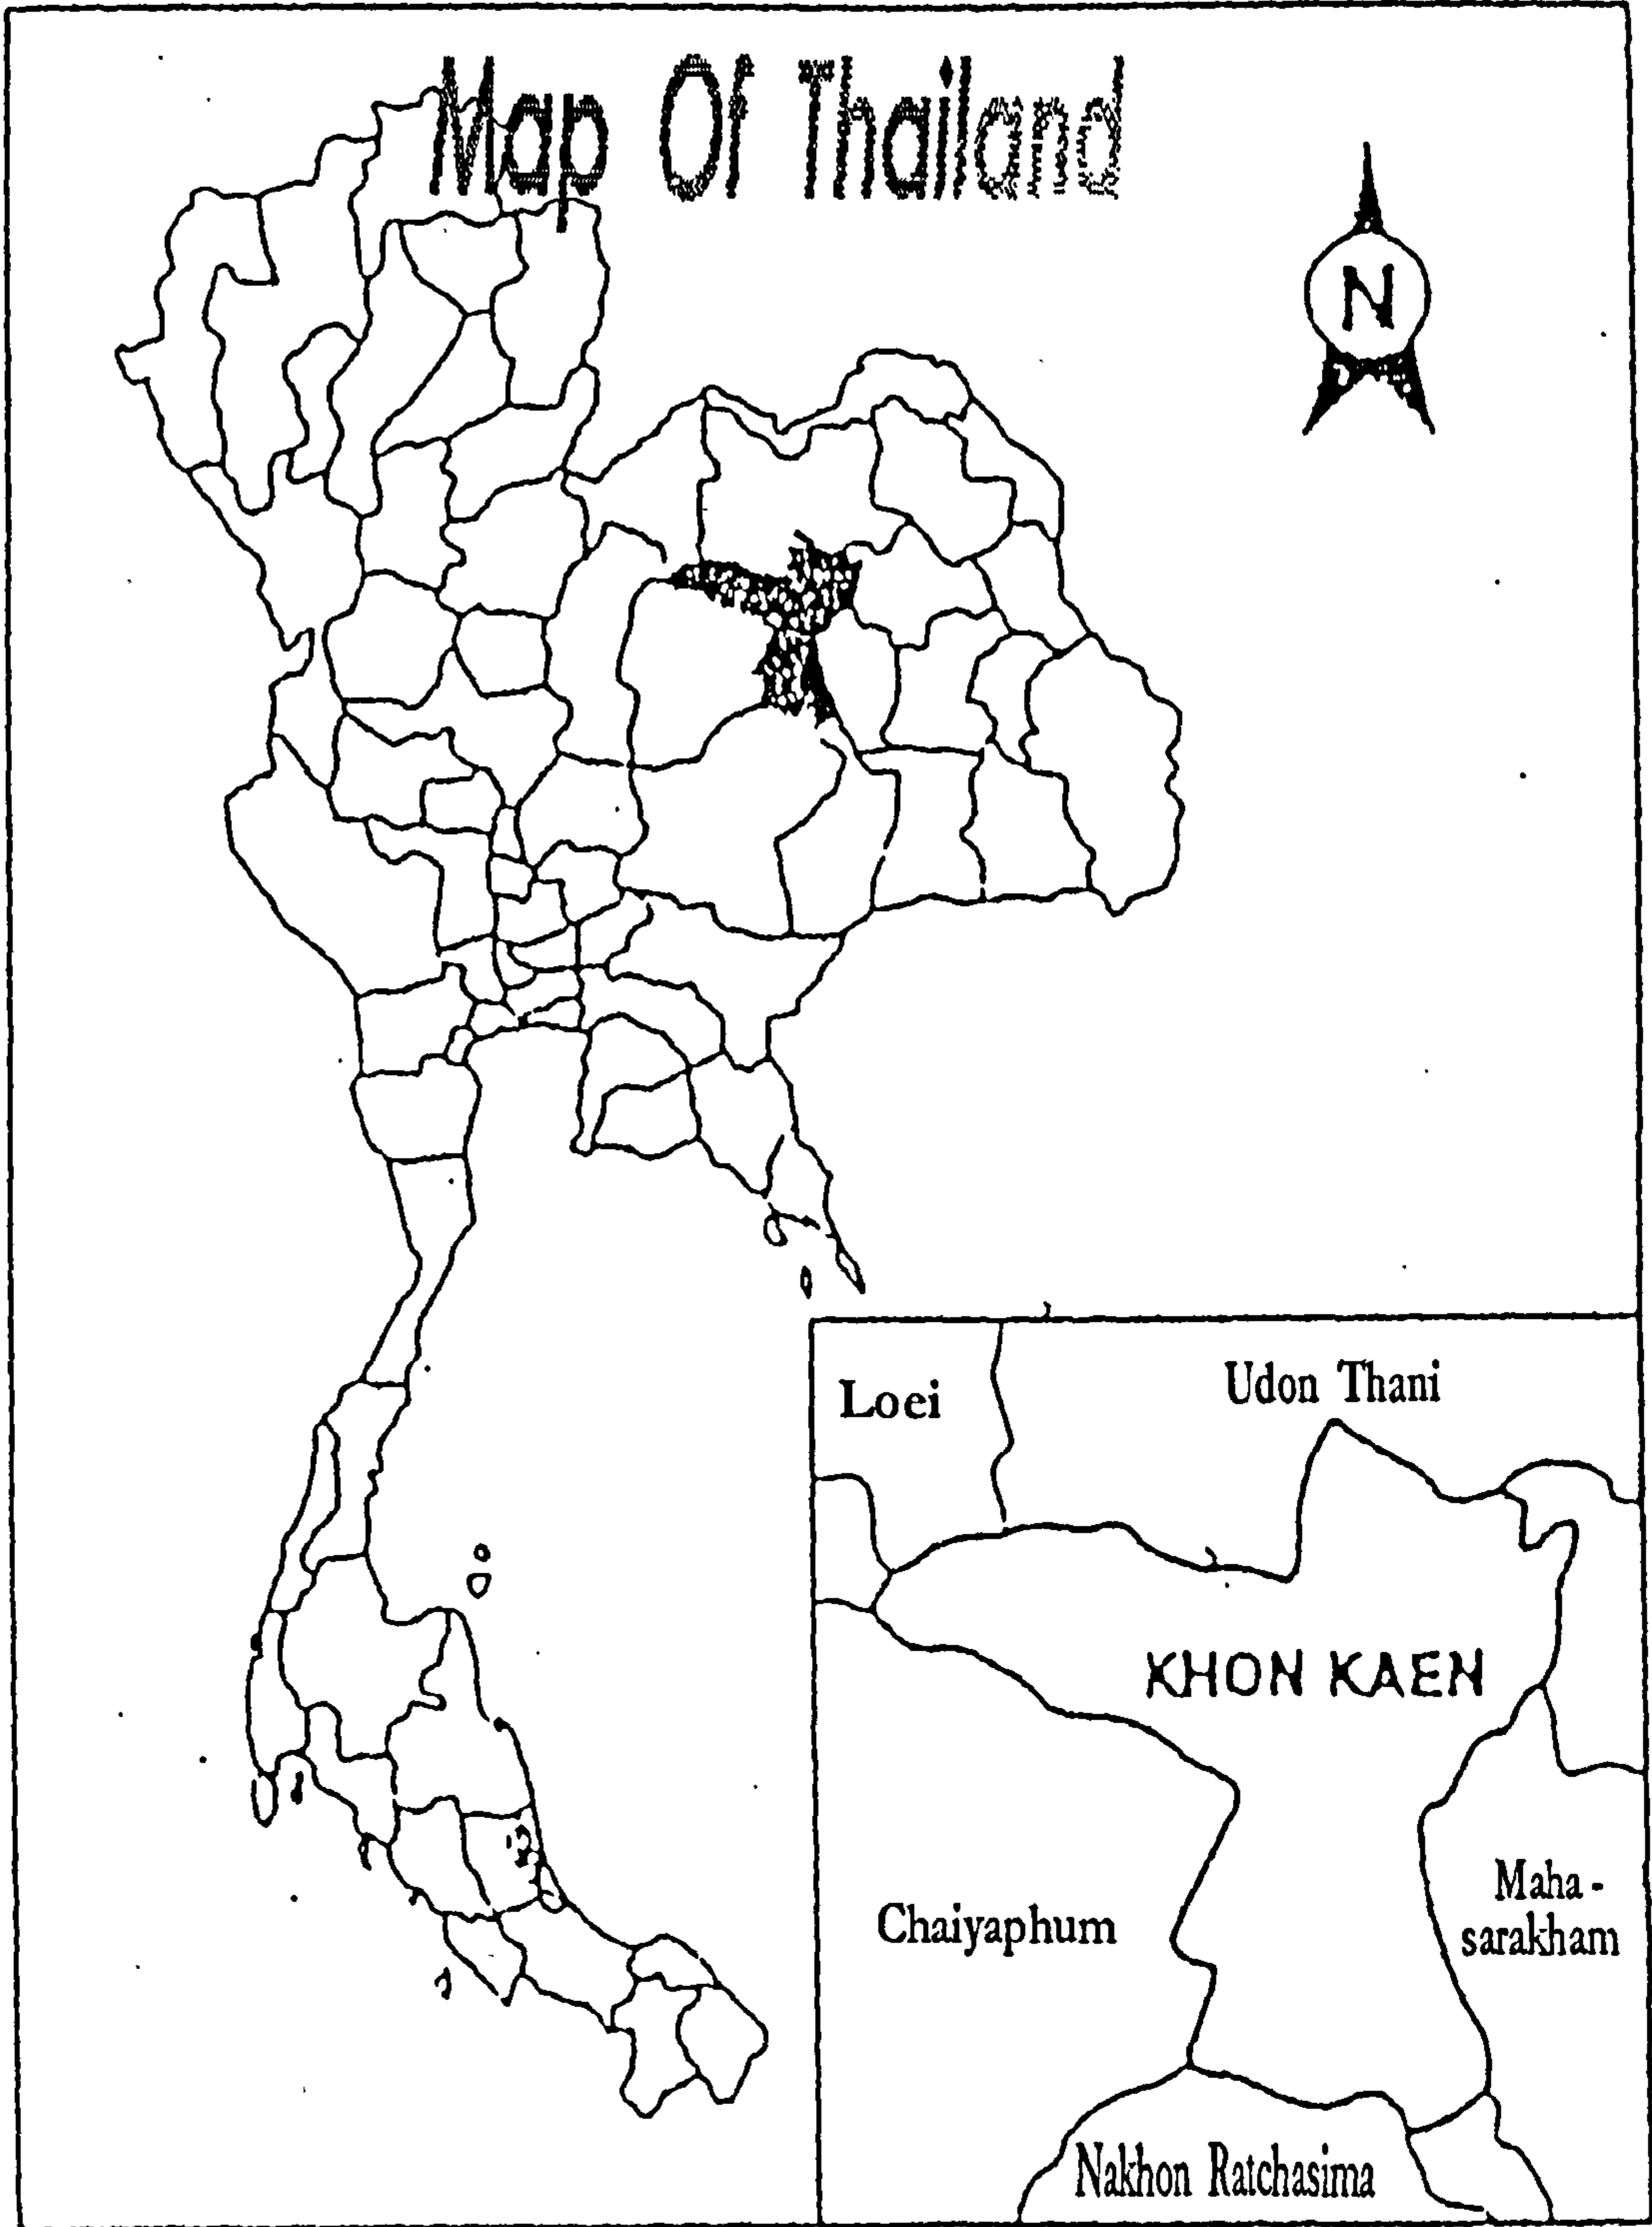 Map Of Thailand
N
Loei
Udon Thani
KHON KAEN
Chaiyaphum
Maha-
sarakham
Nakhon Ratchasima